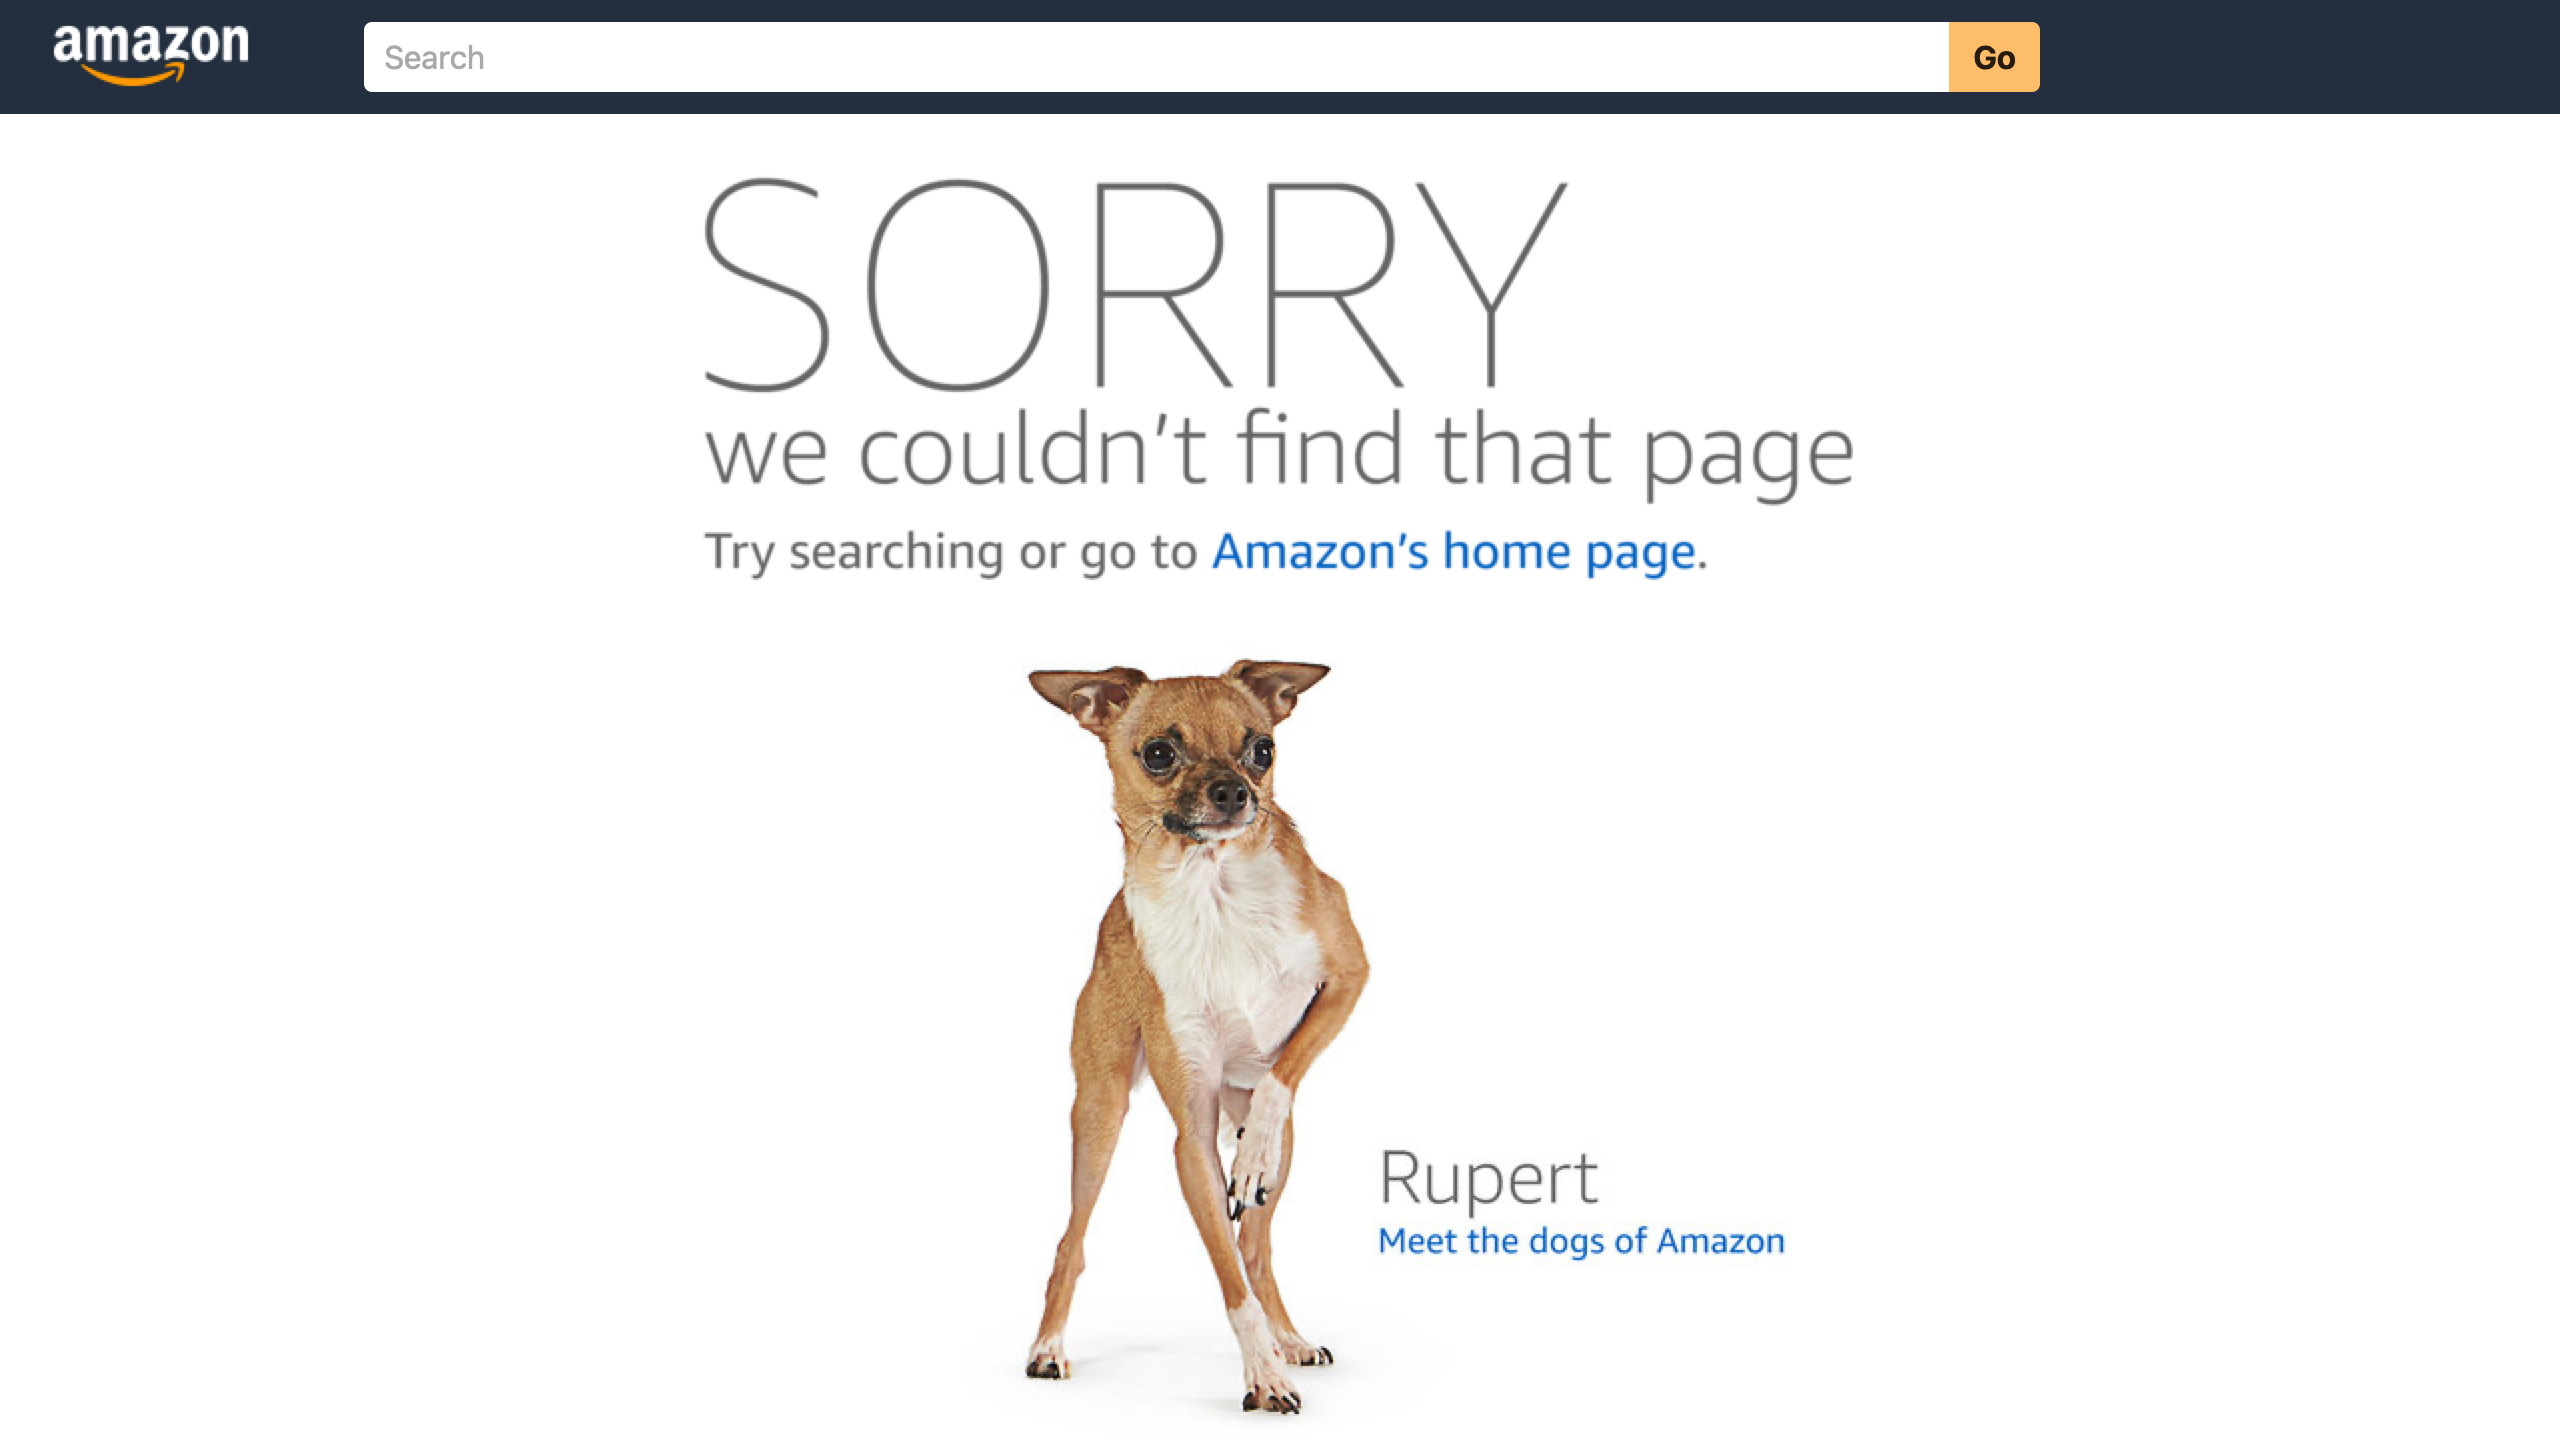 amazon
Search
Go
SORRY
we couldn't find that page
Try searching or go to Amazon's home page.
Rupert
Meet the dogs of Amazon